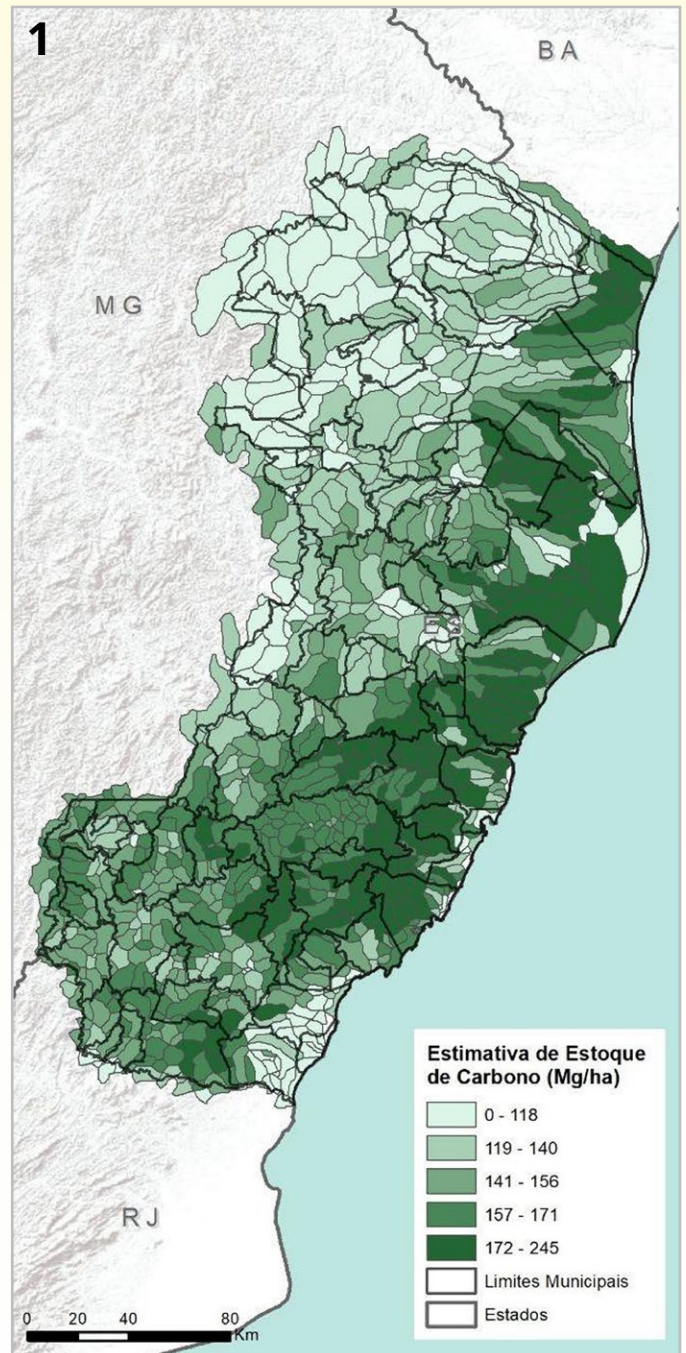 1
BA
MG
ES
RJ
Estimativa de Estoque
de Carbono (Mg/ha)
0 - 118
119 - 140
141 - 156
157 - 171
172 - 245
Limites Municipais
Estados
0 20 40 80
Km